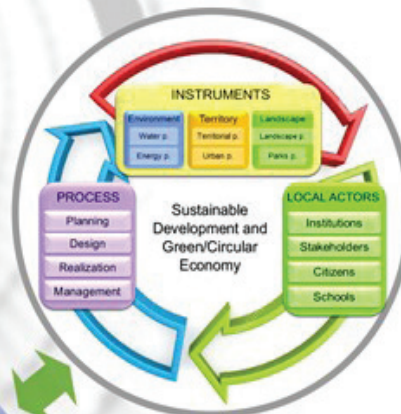 INSTRUMENTS
Environment
Territory
Landscape
Water p.
Territorial p.
Landscape p.
Energy p.
Urban p.
Parks p.
PROCESS
Planning
Design
Realization
Management
Sustainable
Development and
Green/Circular
Economy
LOCAL ACTORS
Institutions
Stakeholders
Citizens
Schools